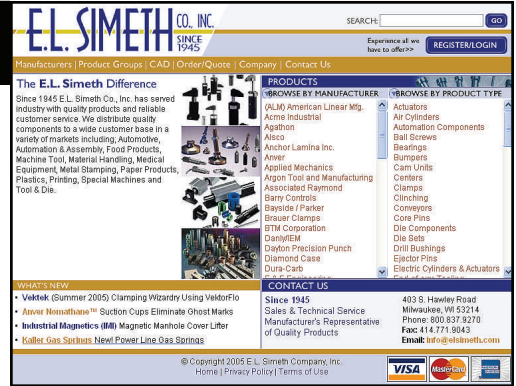 E.L. SIMETH CO., INC.
SINCE
1945
SEARCH:
GO
Experience all we
have to offer>>
REGISTER/LOGIN
Manufacturers | Product Groups | CAD | Order/Quote | Company | Contact Us
The E.L. Simeth Difference
Since 1945 E.L. Simeth Co., Inc. has served
industry with quality products and reliable
customer service. We distribute quality
components to a wide customer base in a
variety of markets including; Automotive,
Automation & Assembly, Food Products,
Machine Tool, Material Handling, Medical
Equipment, Metal Stamping, Paper Products,
Plastics, Printing, Special Machines and
Tool & Die.
PRODUCTS
BROWSE BY MANUFACTURER
(ALM) American Linear Mfg.
Acme Industrial
Agathon
Alsco
Anchor Lamina Inc.
Anver
Applied Mechanics
Argon Tool and Manufacturing
Associated Raymond
Barry Controls
Bayside / Parker
Brauer Clamps
BTM Corporation
Danly/IEM
Dayton Precision Punch
Diamond Case
Dura-Carb
BROWSE BY PRODUCT TYPE
Actuators
Air Cylinders
Automation Components
Ball Screws
Bearings
Bumpers
Cam Units
Centers
Clamps
Clinching
Conveyors
Core Pins
Die Components
Die Sets
Drill Bushings
Ejector Pins
Electric Cylinders & Actuators
WHAT'S NEW
• Vektek (Summer 2005) Clamping Wizardry Using VektorFlo
• Anver Nomathane™ Suction Cups Eliminate Ghost Marks
• Industrial Magnetics (IMI) Magnetic Manhole Cover Lifter
• Kaller Gas Springs New! Power Line Gas Springs
CONTACT US
Since 1945
Sales & Technical Service
Manufacturer's Representative
of Quality Products
403 S. Hawley Road
Milwaukee, WI 53214
Phone: 800.837.9270
Fax: 414.771.9043
Email: info@elsimeth.com
© Copyright 2005 E.L. Simeth Company, Inc.
Home | Privacy Policy | Terms of Use
VISA
MasterCard